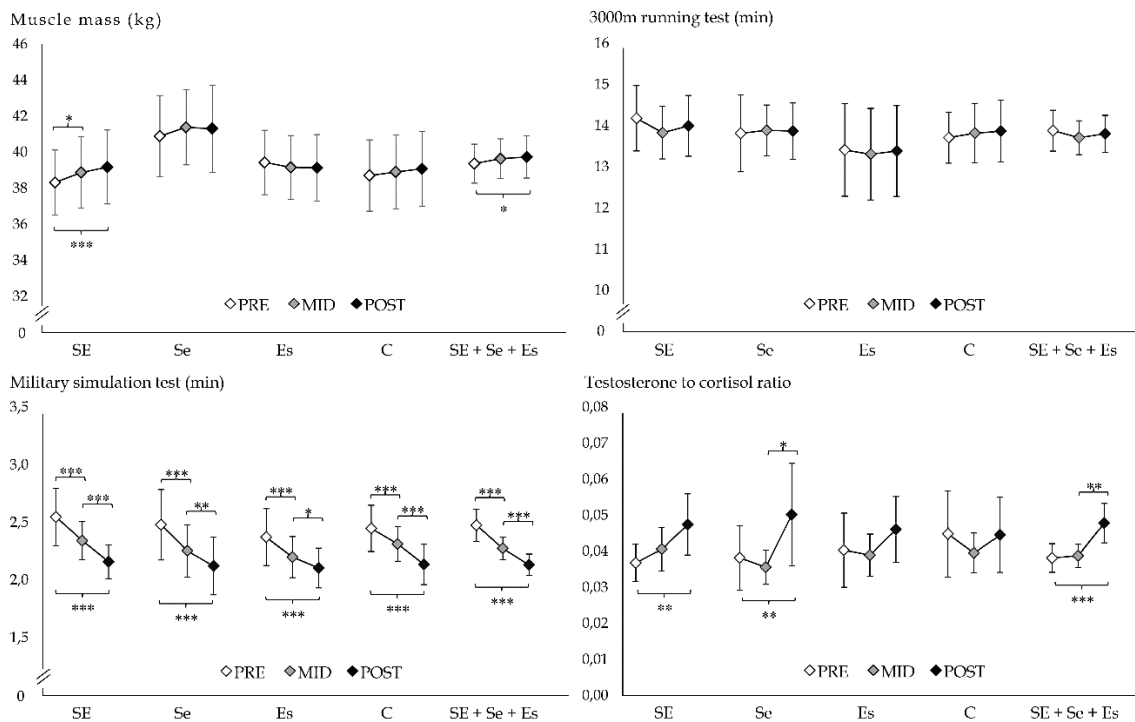 Muscle mass (kg)
46
44
42
40
38
36
34
32
0
*
***
*
PRE MID POST
SE Se Es C SE + Se + Es
3000m running test (min)
16
15
14
13
12
11
10
0
PRE MID POST
SE Se Es C SE + Se + Es
Military simulation test (min)
3,5
3,0
2,5
2,0
1,5
0
*** *** *** *** ***
*** ** * *** ***
*** *** *** *** ***
PRE MID POST
SE Se Es C SE + Se + Es
Testosterone to cortisol ratio
0,08
0,07
0,06
0,05
0,04
0,03
0,02
0,01
0,00
* **
** ** ***
PRE MID POST
SE Se Es C SE + Se + Es